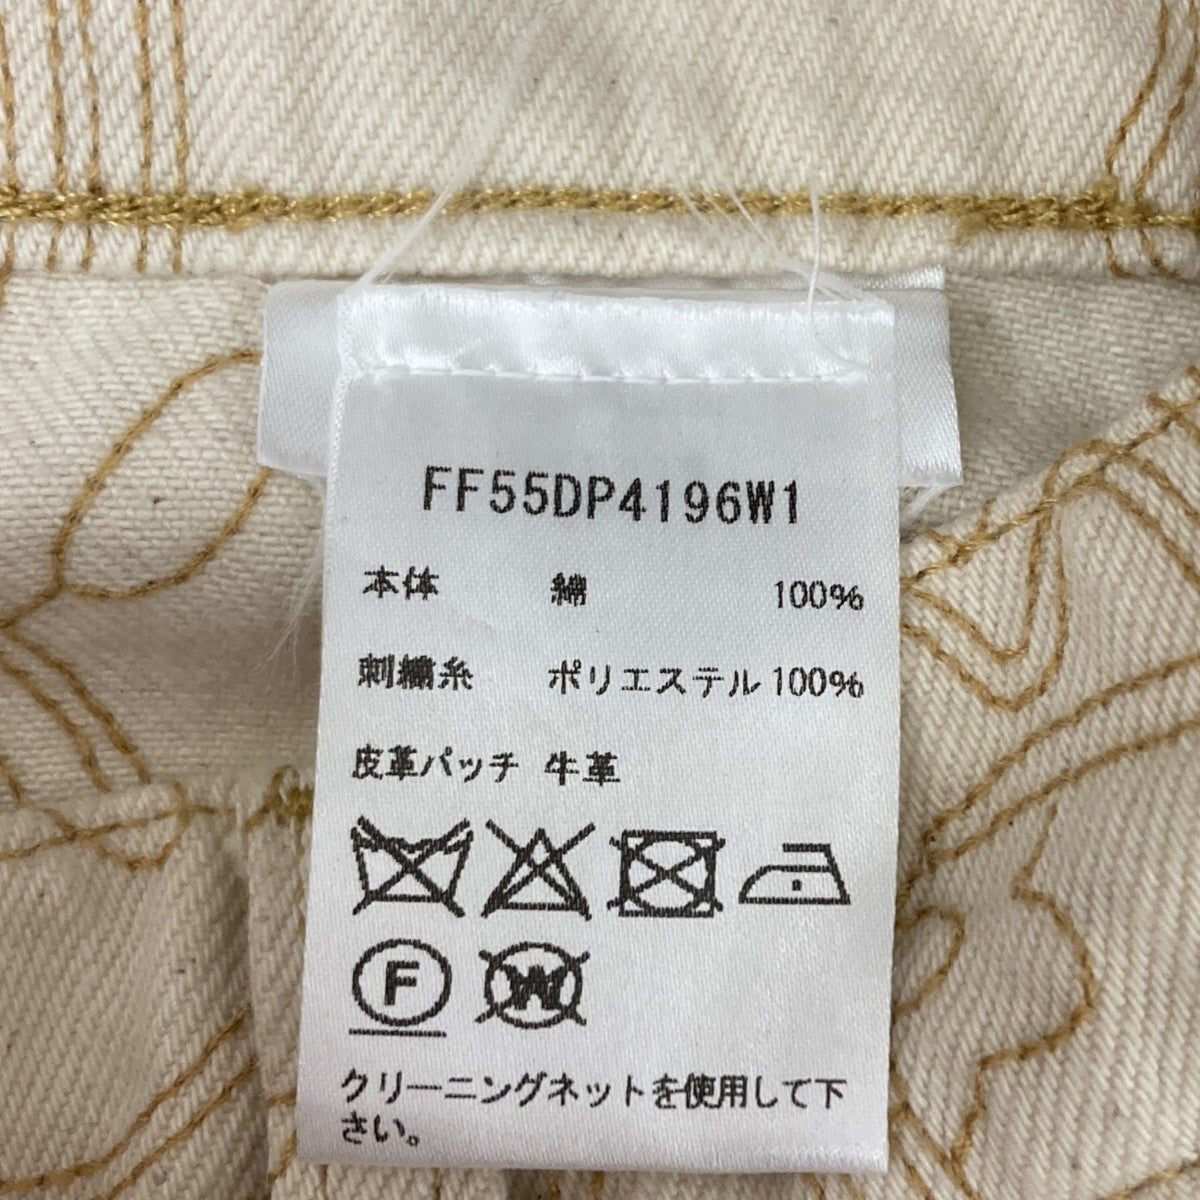 FF55DP4196W1
本体 綿 100%
刺繍糸 ポリエステル 100%
皮革パッチ 牛革
F W
クリーニングネットを使用して下
さい。